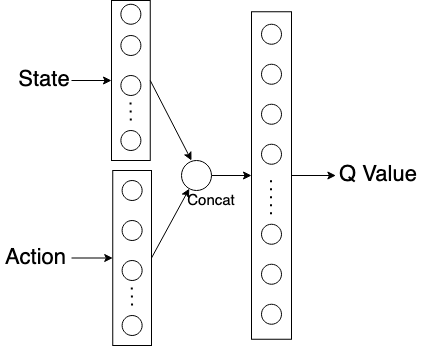 State
Concat
Q Value
Action